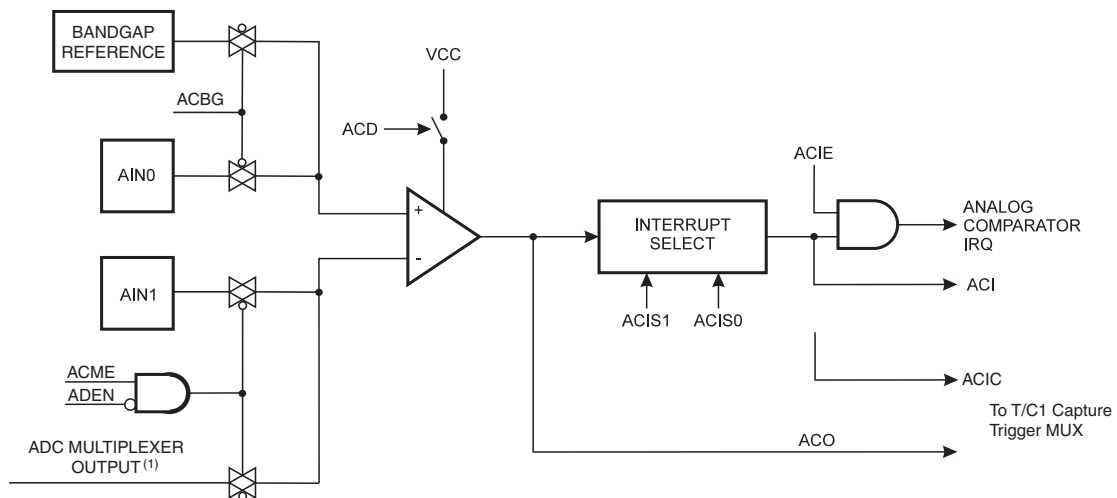 BANDGAP
REFERENCE
ACBG
AIN0
AIN1
ACME
ADEN
ADC MULTIPLEXER
OUTPUT (1)
VCC
ACD
+
-
INTERRUPT
SELECT
ACIS1
ACIS0
ACIE
ANALOG
COMPARATOR
IRQ
ACI
ACIC
To T/C1 Capture
Trigger MUX
ACO